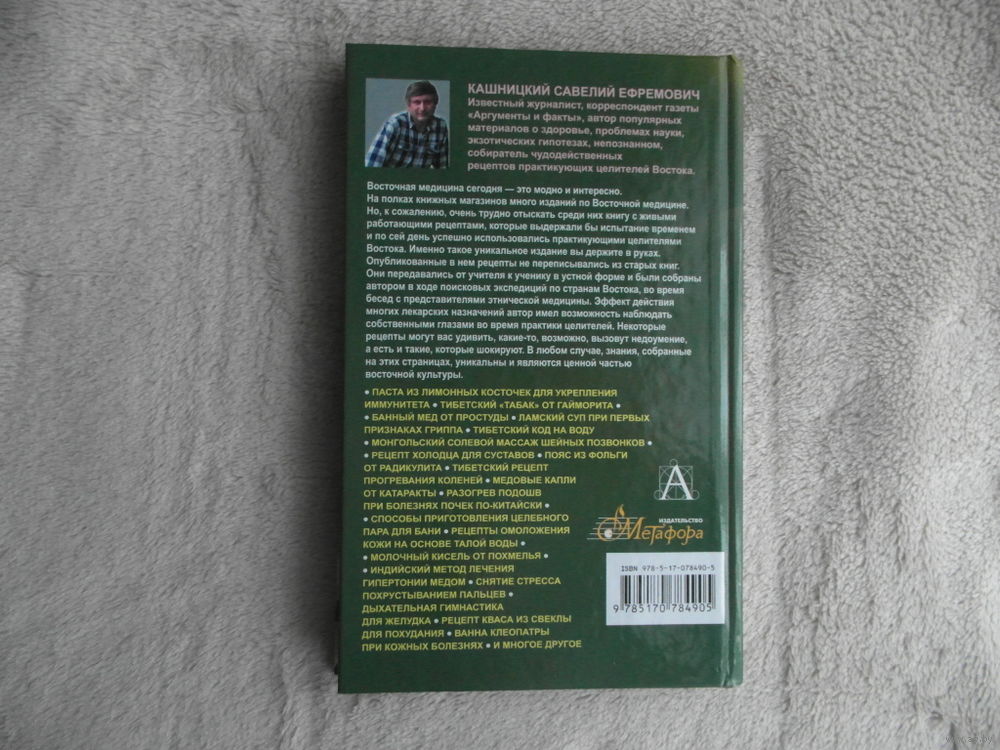 КАШНИЦКИЙ САВЕЛИЙ ЕФРЕМОВИЧ
Известный журналист, корреспондент газеты
«Аргументы и факты», автор популярных
материалов о здоровье, проблемах науки,
экзотических гипотезах, непознанном,
собиратель чудодейственных
рецептов практикующих целителей Востока.
Восточная медицина сегодня — это модно и интересно.
На полках книжных магазинов много изданий по Восточной медицине.
Но, к сожалению, очень трудно отыскать среди них книгу с живыми
работающими рецептами, которые выдержали бы испытание временем
и по сей день успешно использовались практикующими целителями
Востока. Именно такое уникальное издание вы держите в руках.
Опубликованные в нем рецепты не переписывались из старых книг.
Они передавались от учителя к ученику в устной форме и были собраны
автором в ходе поисковых экспедиций по странам Востока, во время
бесед с представителями этнической медицины. Эффект действия
многих лекарских назначений автор имел возможность наблюдать
собственными глазами во время практики целителей. Некоторые
рецепты могут вас удивить, какие-то, возможно, вызовут недоумение,
а есть и такие, которые шокируют. В любом случае, знания, собранные
на этих страницах, уникальны и являются ценной частью
восточной культуры.
• ПАСТА ИЗ ЛИМОННЫХ КОСТОЧЕК ДЛЯ УКРЕПЛЕНИЯ
ИММУНИТЕТА • ТИБЕТСКИЙ «ТАБАК» ОТ ГАЙМОРИТА •
• БАННЫЙ МЕД ОТ ПРОСТУДЫ • ЛАМСКИЙ СУП ПРИ ПЕРВЫХ
ПРИЗНАКАХ ГРИППА • ТИБЕТСКИЙ КОД НА ВОДУ
• МОНГОЛЬСКИЙ СОЛЕВОЙ МАССАЖ ШЕЙНЫХ ПОЗВОНКОВ •
• РЕЦЕПТ ХОЛОДЦА ДЛЯ СУСТАВОВ • ПОЯС ИЗ ФОЛЬГИ
ОТ РАДИКУЛИТА • ТИБЕТСКИЙ РЕЦЕПТ
ПРОГРЕВАНИЯ КОЛЕНЕЙ • МЕДОВЫЕ КАПЛИ
ОТ КАТАРАКТЫ • РАЗОГРЕВ ПОДОШВ
ПРИ БОЛЕЗНЯХ ПОЧЕК ПО-КИТАЙСКИ •
• СПОСОБЫ ПРИГОТОВЛЕНИЯ ЦЕЛЕБНОГО
ПАРА ДЛЯ БАНИ • РЕЦЕПТЫ ОМОЛОЖЕНИЯ
КОЖИ НА ОСНОВЕ ТАЛОЙ ВОДЫ •
• МОЛОЧНЫЙ КИСЕЛЬ ОТ ПОХМЕЛЬЯ •
• ИНДИЙСКИЙ МЕТОД ЛЕЧЕНИЯ
ГИПЕРТОНИИ МЕДОМ • СНЯТИЕ СТРЕССА
ПОХРУСТЫВАНИЕМ ПАЛЬЦЕВ •
ДЫХАТЕЛЬНАЯ ГИМНАСТИКА
ДЛЯ ЖЕЛУДКА • РЕЦЕПТ КВАСА ИЗ СВЕКЛЫ
ДЛЯ ПОХУДАНИЯ • ВАННА КЛЕОПАТРЫ
ПРИ КОЖНЫХ БОЛЕЗНЯХ • И МНОГОЕ ДРУГОЕ
А
ИЗДАТЕЛЬСТВО
Метафора
ISBN 978-5-17-078490-5
9 785170 784905